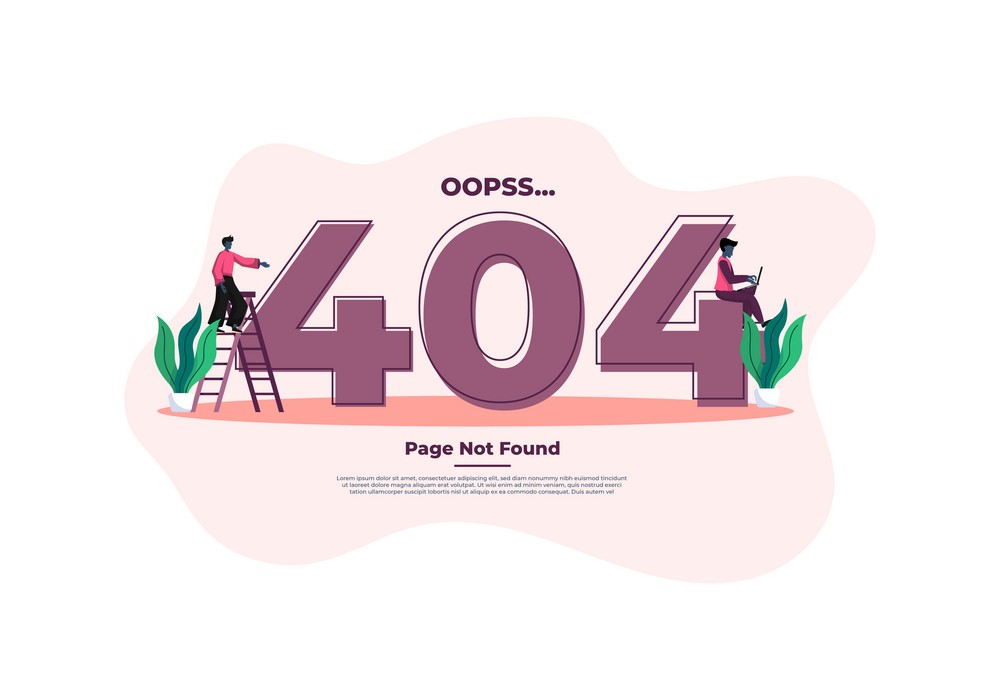 OOPSS...
404
Page Not Found
Lorem ipsum dolor sit amet, consectetuer adipiscing elit, sed diam nonummy nibh euismod tincidunt
ut laoreet dolore magna aliquam erat volutpat. Ut wisi enim ad minim veniam, quis nostrud exerci
tation ullamcorper suscipit lobortis nisl ut aliquip ex ea commodo consequat. Duis autem vel